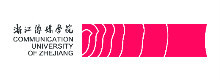 浙江传媒学院
COMMUNICATION
UNIVERSITY
OF ZHEJIANG